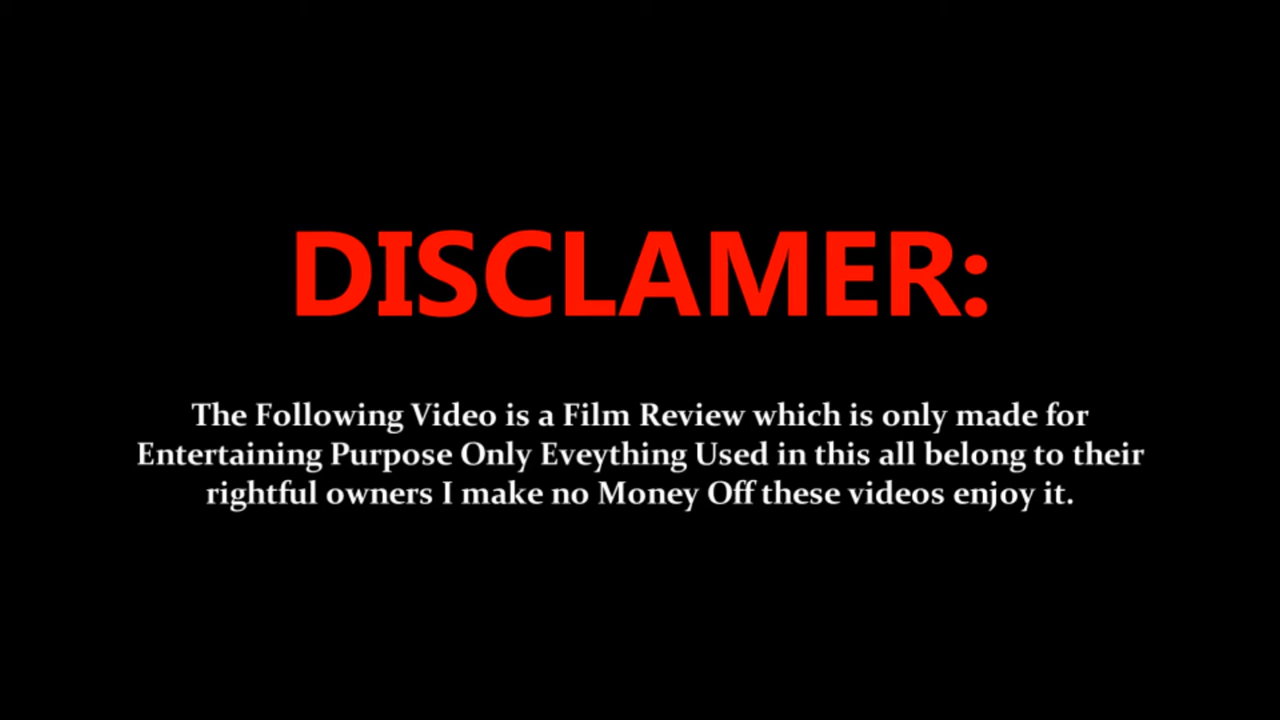 DISCLAMER:
The Following Video is a Film Review which is only made for
Entertaining Purpose Only Eveything Used in this all belong to their
rightful owners I make no Money Off these videos enjoy it.